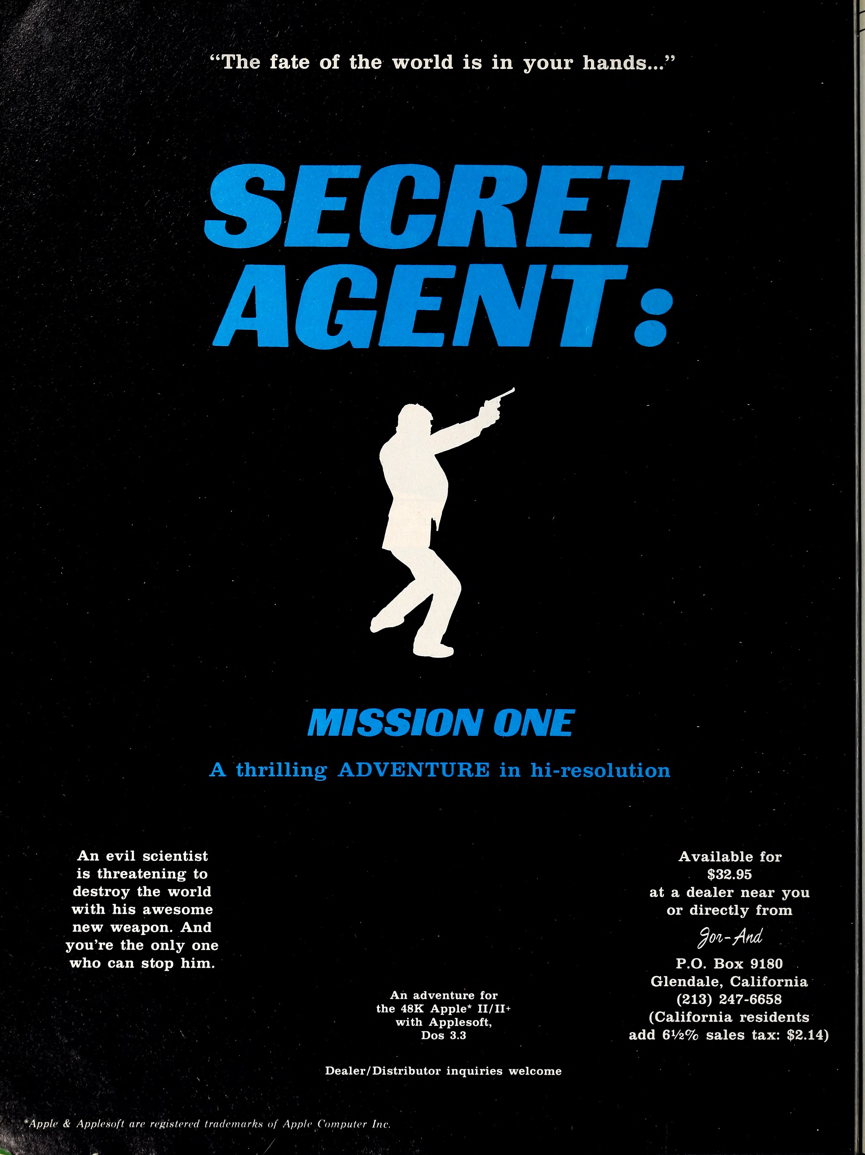 “The fate of the world is in your hands...”
SECRET
AGENT:
MISSION ONE
A thrilling ADVENTURE in hi-resolution
An evil scientist
is threatening to
destroy the world
with his awesome
new weapon. And
you’re the only one
who can stop him.
An adventure for
the 48K Apple* II/II+
with Applesoft,
Dos 3.3
Dealer/Distributor inquiries welcome
Available for
$32.95
at a dealer near you
or directly from
Jor-And
P.O. Box 9180
Glendale, California
(213) 247-6658
(California residents
add 6½% sales tax: $2.14)
*Apple & Applesoft are registered trademarks of Apple Computer Inc.